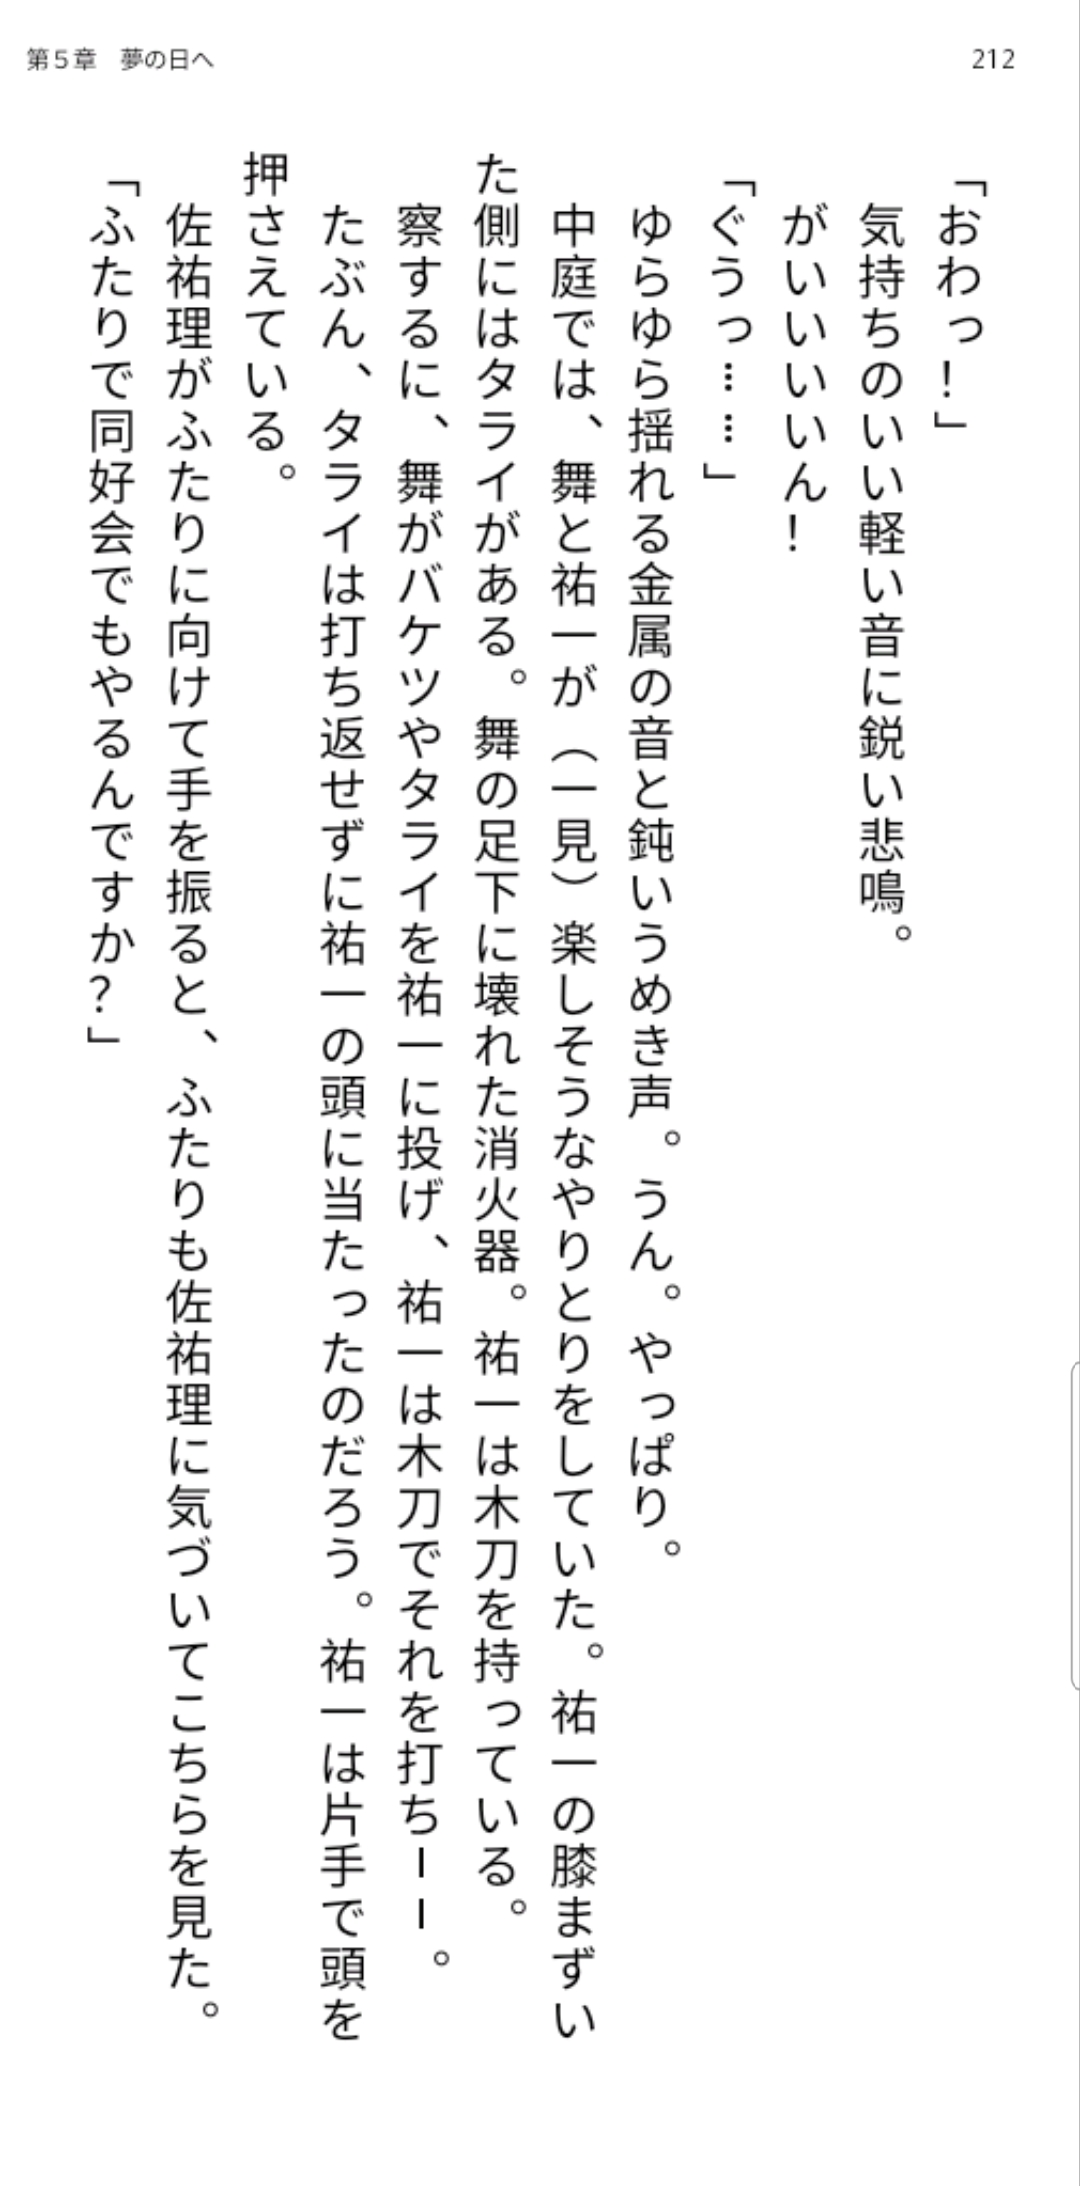 第5章　夢の日へ
212
「おわっ！」
　気持ちのいい軽い音に鋭い悲鳴。
　がいいいいん！
「ぐうっ……」
　ゆらゆら揺れる金属の音と鈍いうめき声。うん。やっぱり。
　中庭では、舞と祐一が（一見）楽しそうなやりとりをしていた。祐一の膝まずい
た側にはタライがある。舞の足下に壊れた消火器。祐一は木刀を持っている。
　察するに、舞がバケツやタライを祐一に投げ、祐一は木刀でそれを打ちーー。
　たぶん、タライは打ち返せずに祐一の頭に当たったのだろう。祐一は片手で頭を
押さえている。
　佐祐理がふたりに向けて手を振ると、ふたりも佐祐理に気づいてこちらを見た。
「ふたりで同好会でもやるんですか？」